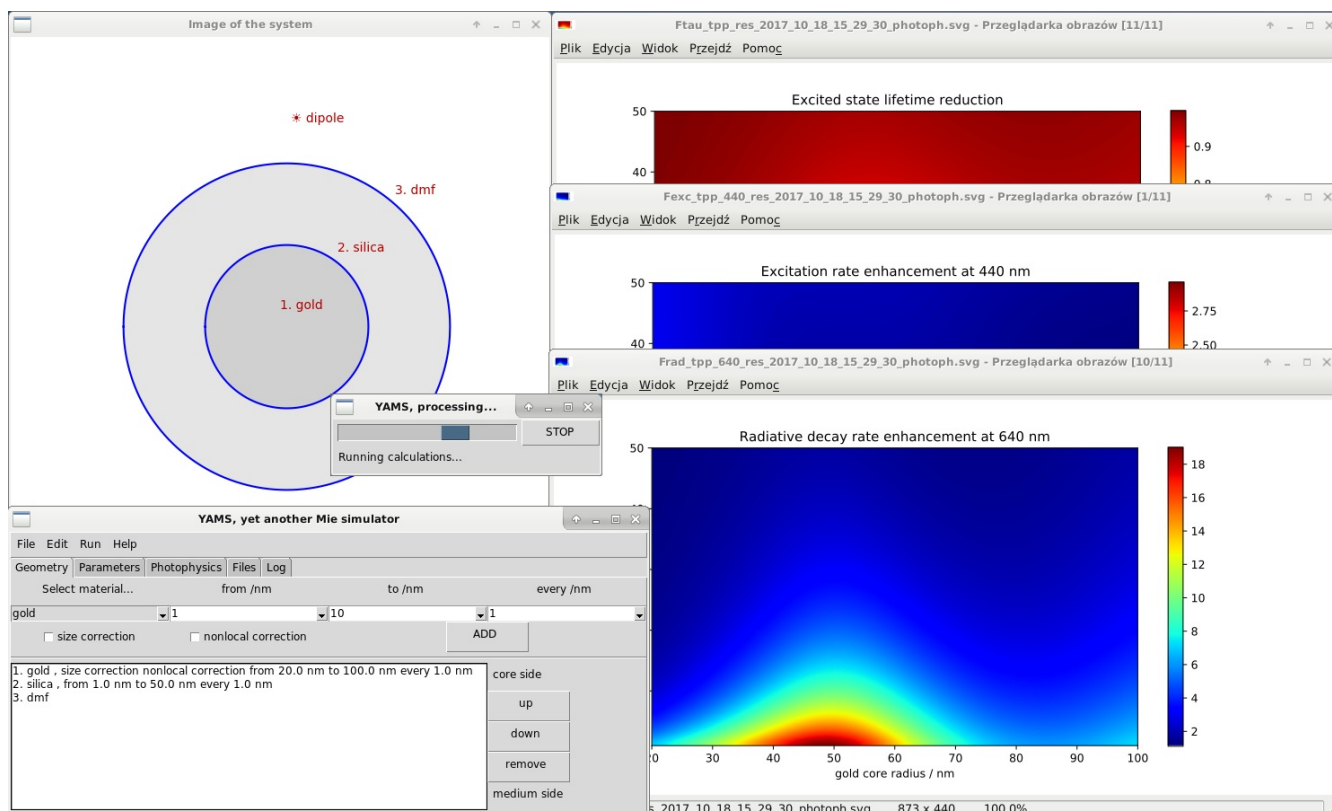 Image of the system
dipole
3. dmf
2. silica
1. gold
Ftau_tpp_res_2017_10_18_15_29_30_photoph.svg - Przeglądarka obrazów [11/11]
Plik Edycja Widok Przejdź Pomoc
Excited state lifetime reduction
50
40
0.9
0.8
Fexc_tpp_440_res_2017_10_18_15_29_30_photoph.svg - Przeglądarka obrazów [1/11]
Plik Edycja Widok Przejdź Pomoc
Excitation rate enhancement at 440 nm
50
40
2.75
2.50
Frad_tpp_640_res_2017_10_18_15_29_30_photoph.svg - Przeglądarka obrazów [10/11]
Plik Edycja Widok Przejdź Pomoc
Radiative decay rate enhancement at 640 nm
50
18
16
14
12
10
8
6
4
2
20 30 40 50 60 70 80 90 100
gold core radius / nm
s_2017_10_18_15_29_30_photoph.svg 873 x 440 100.0%
YAMS, processing...
STOP
Running calculations...
YAMS, yet another Mie simulator
File Edit Run Help
Geometry Parameters Photophysics Files Log
Select material... from /nm to /nm every /nm
gold 1 10 1
size correction nonlocal correction ADD
1. gold , size correction nonlocal correction from 20.0 nm to 100.0 nm every 1.0 nm
2. silica , from 1.0 nm to 50.0 nm every 1.0 nm
3. dmf
core side
up
down
remove
medium side